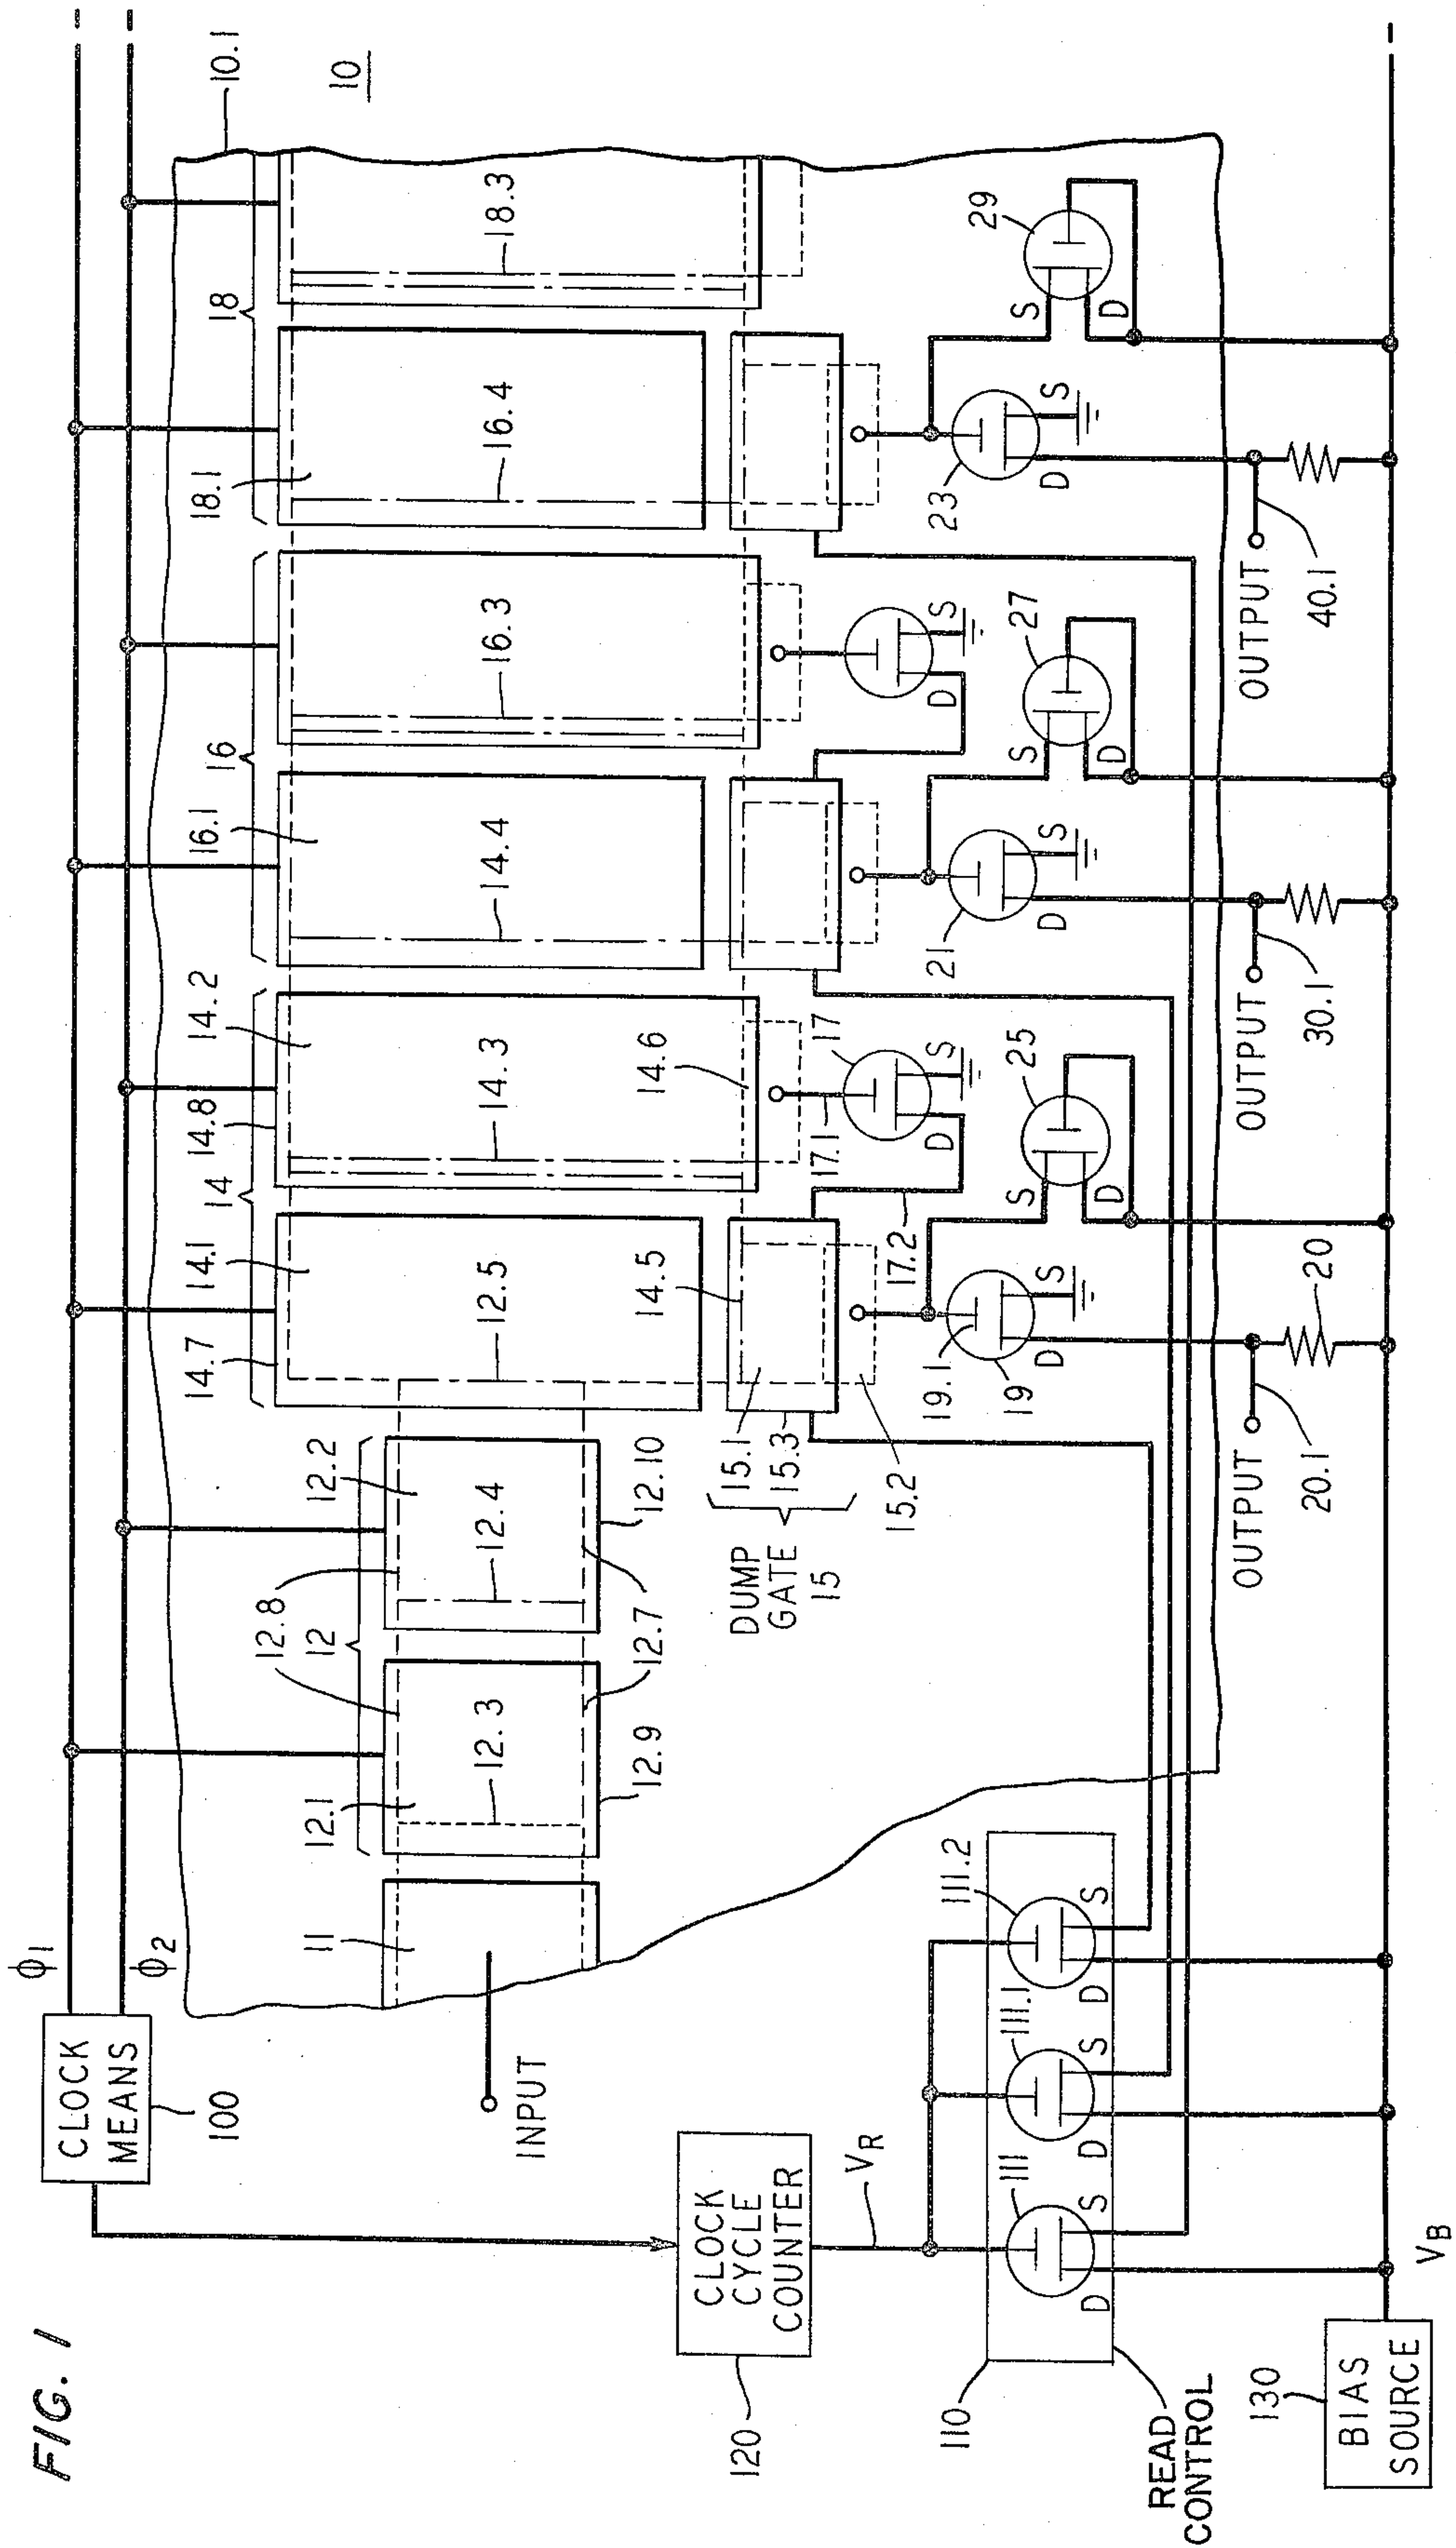 FIG. 1
CLOCK
MEANS
100
ϕ1
ϕ2
10.1
10
INPUT
11
12
12.1
12.2
12.3
12.4
12.5
12.7
12.8
12.9
12.10
14
14.1
14.2
14.3
14.4
14.5
14.6
14.7
14.8
16
16.1
16.3
16.4
18
18.1
18.3
DUMP
GATE
15
15.1
15.3
15.2
17
17.1
17.2
D
S
D
S
19.1
19
D
S
25
S
D
21
D
S
27
S
D
23
D
S
29
S
D
20
OUTPUT
20.1
OUTPUT
30.1
OUTPUT
40.1
CLOCK
CYCLE
COUNTER
120
VR
111
D
S
111.1
D
S
111.2
D
S
110
READ
CONTROL
130
BIAS
SOURCE
VB